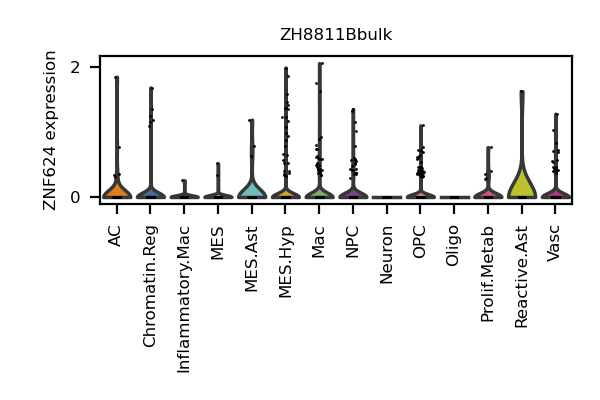 ZH8811Bbulk
ZNF624 expression
2
0
AC
Chromatin.Reg
Inflammatory.Mac
MES
MES.Ast
MES.Hyp
Mac
NPC
Neuron
OPC
Oligo
Prolif.Metab
Reactive.Ast
Vasc